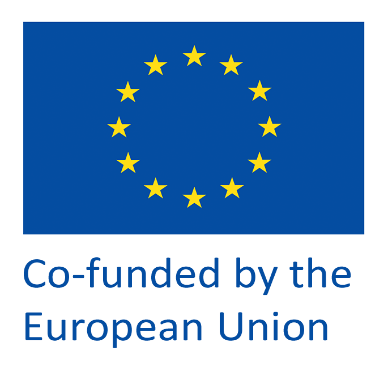 Co-funded by the
European Union